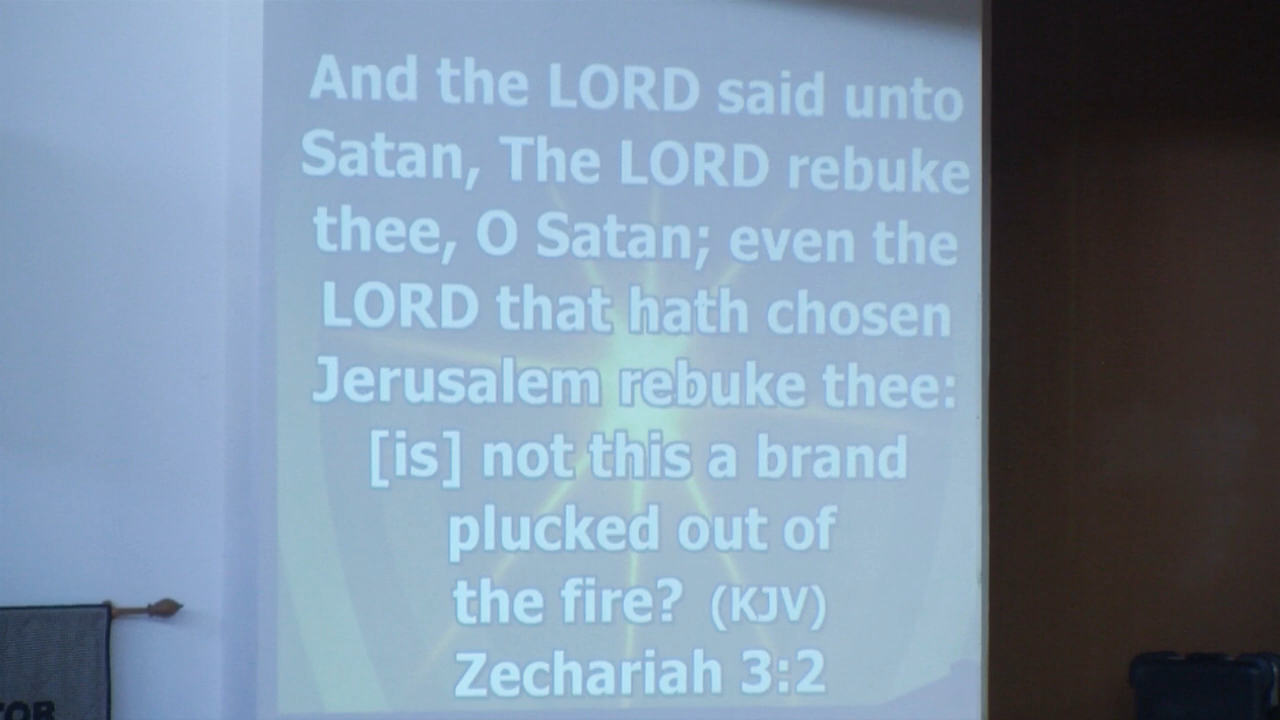 And the LORD said unto
Satan, The LORD rebuke
thee, O Satan; even the
LORD that hath chosen
Jerusalem rebuke thee:
[is] not this a brand
plucked out of
the fire? (KJV)
Zechariah 3:2
TOR